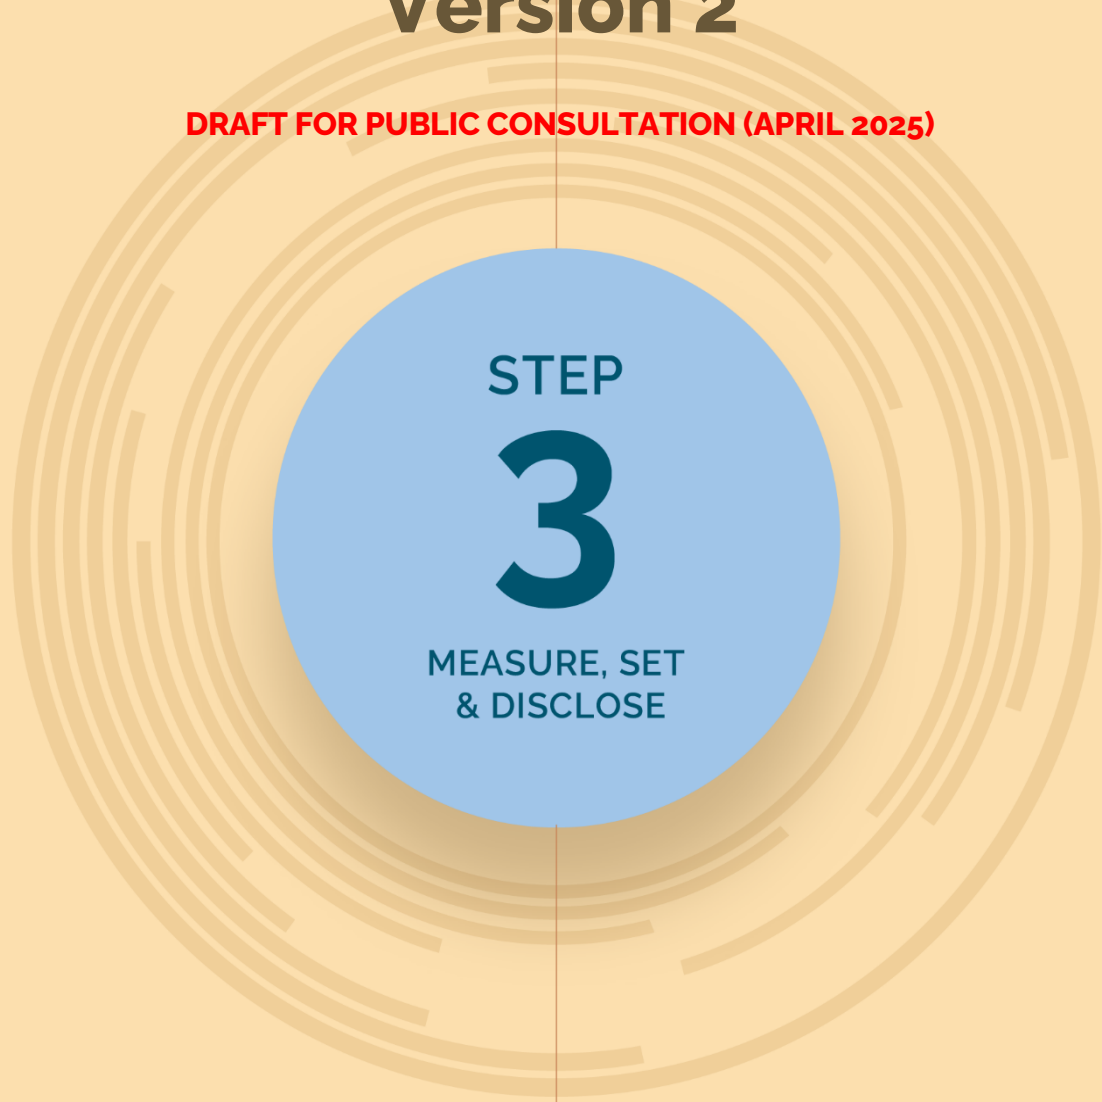 Version 2
DRAFT FOR PUBLIC CONSULTATION (APRIL 2025)
STEP
3
MEASURE, SET
& DISCLOSE